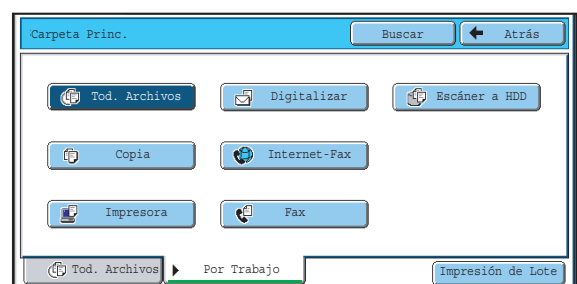 Carpeta Princ.
Buscar
Atrás
Tod. Archivos
Digitalizar
Escáner a HDD
Copia
Internet-Fax
Impresora
Fax
Tod. Archivos
Por Trabajo
Impresión de Lote